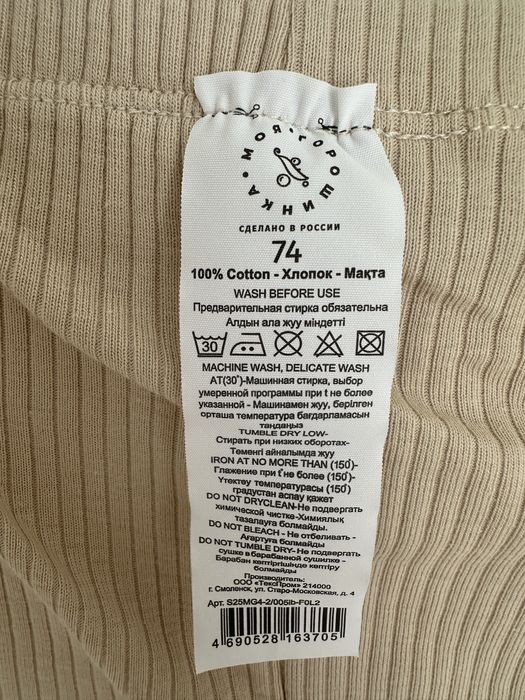 МОЯ ГОРОШИНКА
СДЕЛАНО В РОССИИ
74
100% Cotton - Хлопок - Мақта
WASH BEFORE USE
Предварительная стирка обязательна
Алдын ала жуу міндетті
30
MACHINE WASH, DELICATE WASH
AT(30°)-Машинная стирка, выбор
умеренной программы при t не более
указанной - Машинамен жуу, берілген
орташа температура бағдарламасын
таңдаңыз
TUMBLE DRY LOW-
Стирать при низких оборотах-
Төменгі айналымда жуу
IRON AT NO MORE THAN (150°)-
Глажение при t°не более (150°)-
Үтектеу температурасы (150°)
градустан аспау қажет
DO NOT DRYCLEAN-Не подвергать
химической чистке-Химиялық
тазалауға болмайды.
DO NOT BLEACH - Не отбеливать -
Ағартуға болмайды
DO NOT TUMBLE DRY- Не подвергать
сушке в барабанной сушилке -
Барабан кептіргішінде кептіру
болмайды
Производитель:
ООО «ТексПром» 214000
г. Смоленск, ул. Старо-Московская, д. 4
Арт. S25MG4-2/005lb-F0L2
4 690528 163705